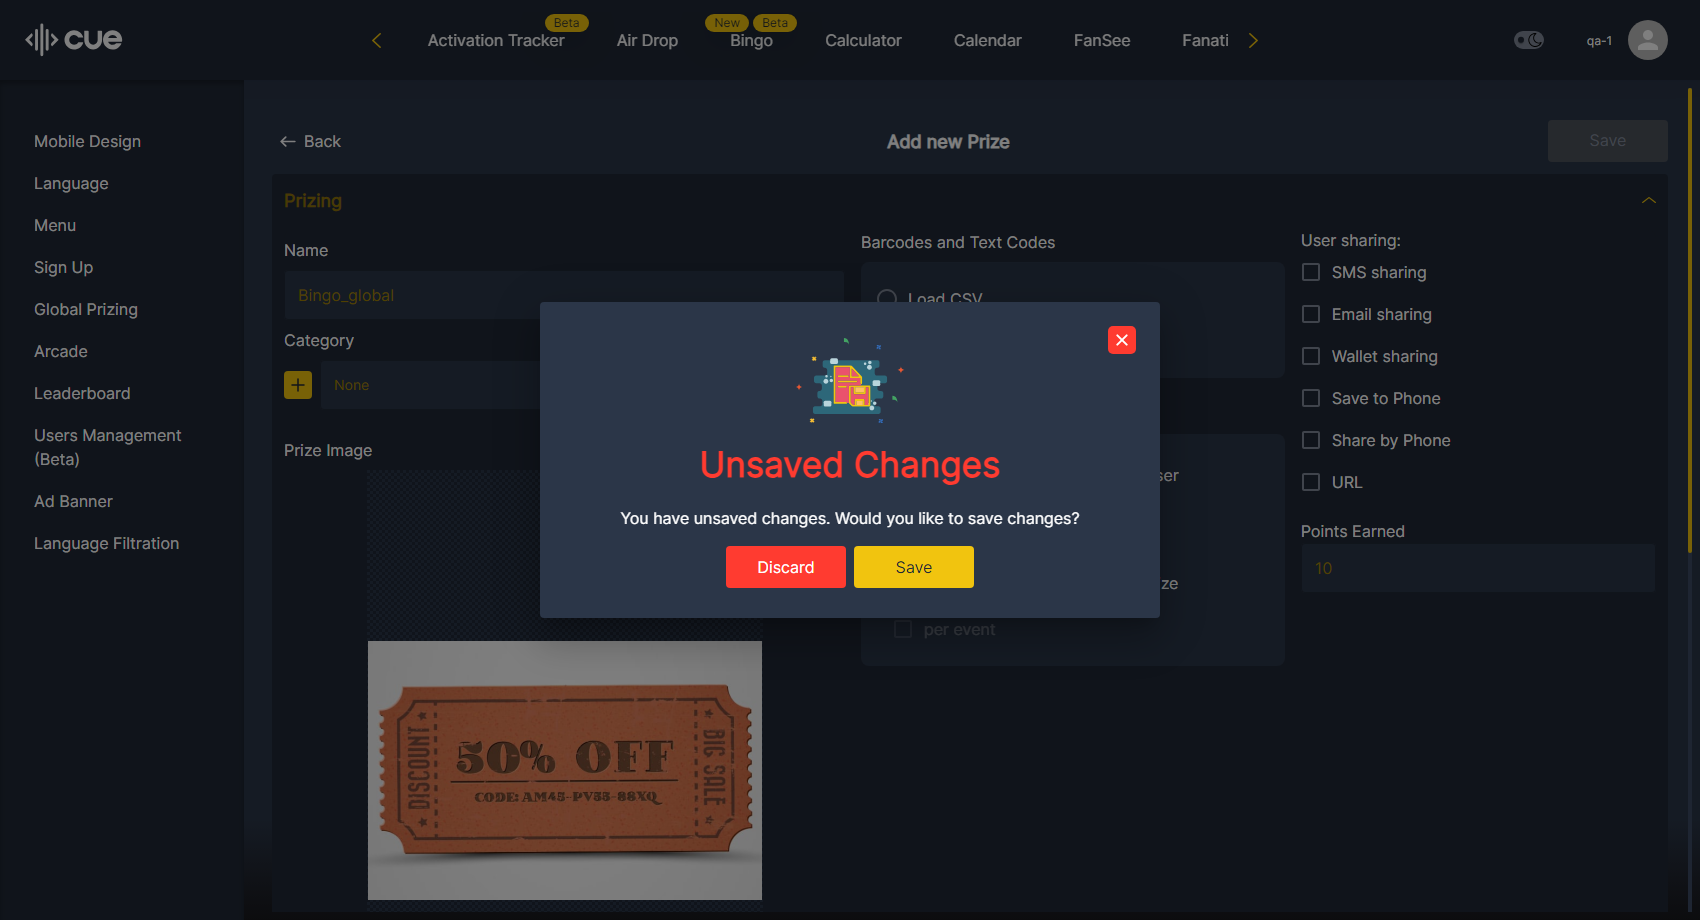 cue
Activation Tracker
Beta
Air Drop
New
Beta
Bingo
Calculator
Calendar
FanSee
Fanati
qa-1
Mobile Design
Language
Menu
Sign Up
Global Prizing
Arcade
Leaderboard
Users Management
(Beta)
Ad Banner
Language Filtration
Back
Add new Prize
Save
Prizing
Name
Bingo_global
Category
None
Prize Image
Barcodes and Text Codes
Load CSV
ser
ze
per event
User sharing:
SMS sharing
Email sharing
Wallet sharing
Save to Phone
Share by Phone
URL
Points Earned
10
Unsaved Changes
You have unsaved changes. Would you like to save changes?
Discard
Save
DISCOUNT
50% OFF
CODE: AM45-PV55-88XQ
BIG SALE